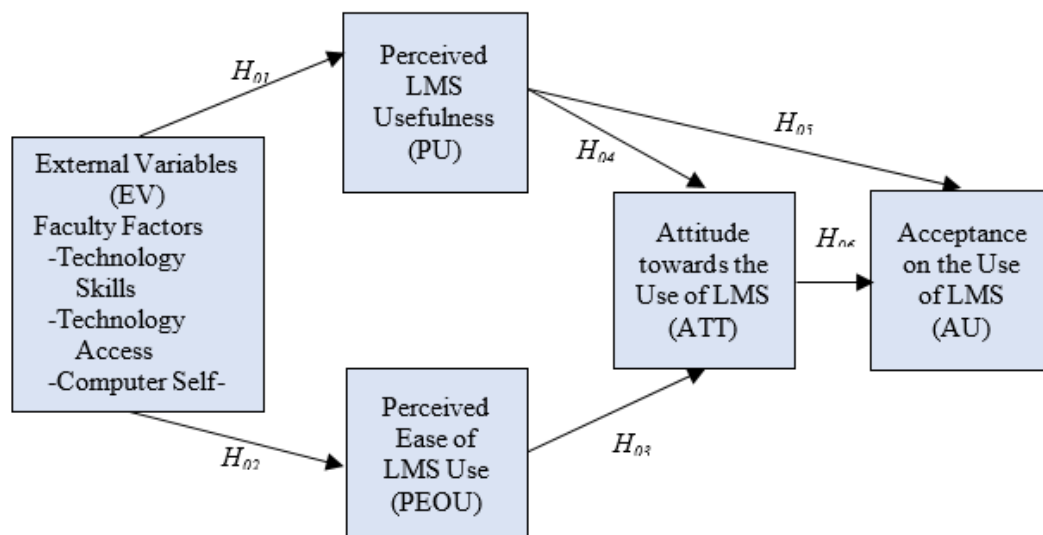 External Variables
(EV)
Faculty Factors
-Technology
Skills
-Technology
Access
-Computer Self-
H01
H02
Perceived
LMS
Usefulness
(PU)
Perceived
Ease of
LMS Use
(PEOU)
H04
H03
H05
Attitude
towards the
Use of LMS
(ATT)
H06
Acceptance
on the Use
of LMS
(AU)